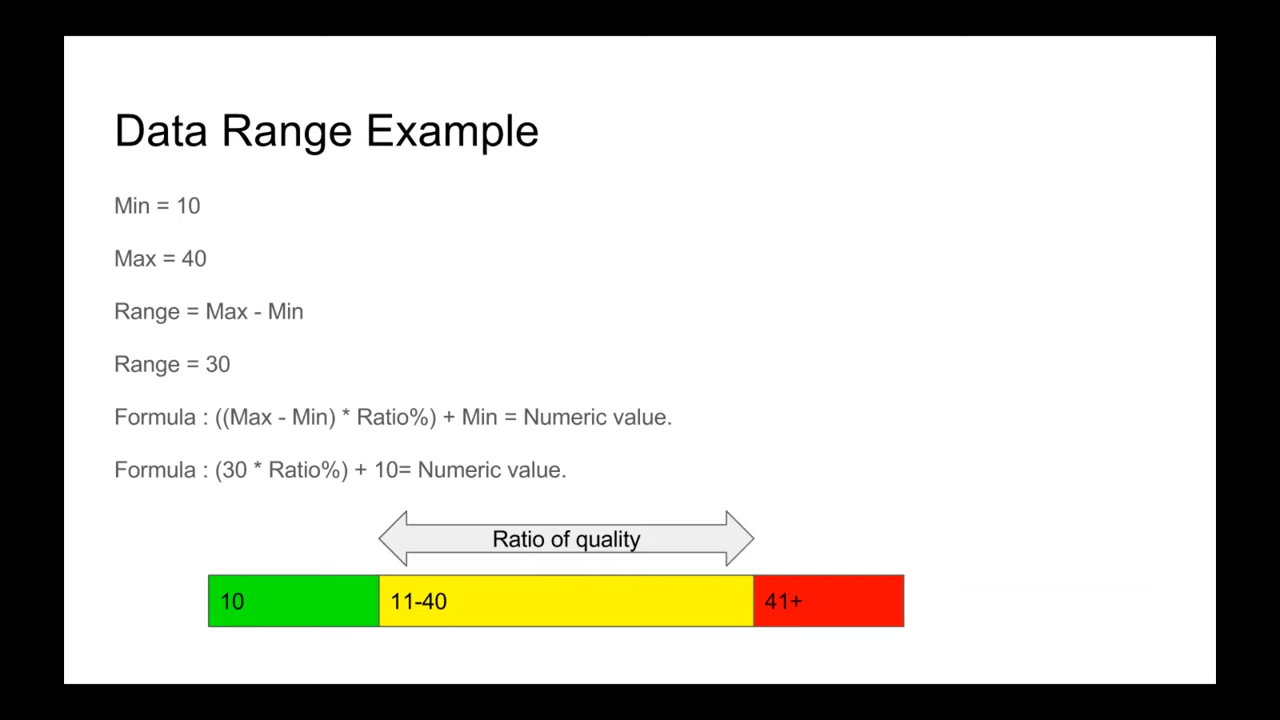 Data Range Example
Min = 10
Max = 40
Range = Max - Min
Range = 30
Formula : ((Max - Min) * Ratio%) + Min = Numeric value.
Formula : (30 * Ratio%) + 10= Numeric value.
Ratio of quality
10
11-40
41+